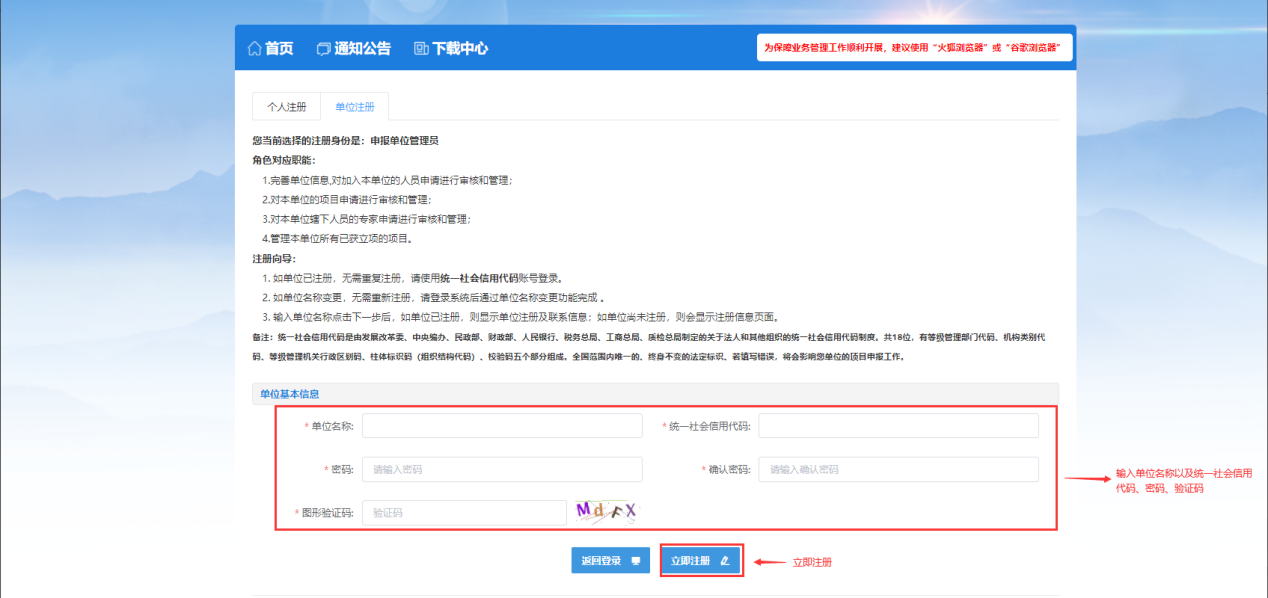 首页 通知公告 下载中心 为保障业务管理工作顺利开展，建议使用“火狐浏览器”或“谷歌浏览器”
个人注册 单位注册
您当前选择的注册身份是：申报单位管理员
角色对应职能：
1.完善单位信息,对加入本单位的人员申请进行审核和管理；
2.对本单位的项目申请进行审核和管理；
3.对本单位辖下人员的专家申请进行审核和管理；
4.管理本单位所有已获立项的项目。
注册向导：
1. 如单位已注册，无需重复注册，请使用统一社会信用代码账号登录。
2. 如单位名称变更，无需重新注册，请登录系统后通过单位名称变更功能完成 。
3. 输入单位名称点击下一步后，如单位已注册，则显示单位注册及联系信息；如单位尚未注册，则会显示注册信息页面。
备注：统一社会信用代码是由发展改革委、中央编办、民政部、财政部、人民银行、税务总局、工商总局、质检总局制定的关于法人和其他组织的统一社会信用代码制度。共18位，有等级管理部门代码、机构类别代
码、等级管理机关行政区划码、柱体标识码（组织结构代码）、校验码五个部分组成。全国范围内唯一的、终身不变的法定标识、若填写错误，将会影响您单位的项目申报工作。
单位基本信息
* 单位名称: * 统一社会信用代码:
* 密码: 请输入密码 * 确认密码: 请输入确认密码
输入单位名称以及统一社会信用
代码、密码、验证码
* 图形验证码: 验证码 MdFX
返回登录 立即注册 立即注册